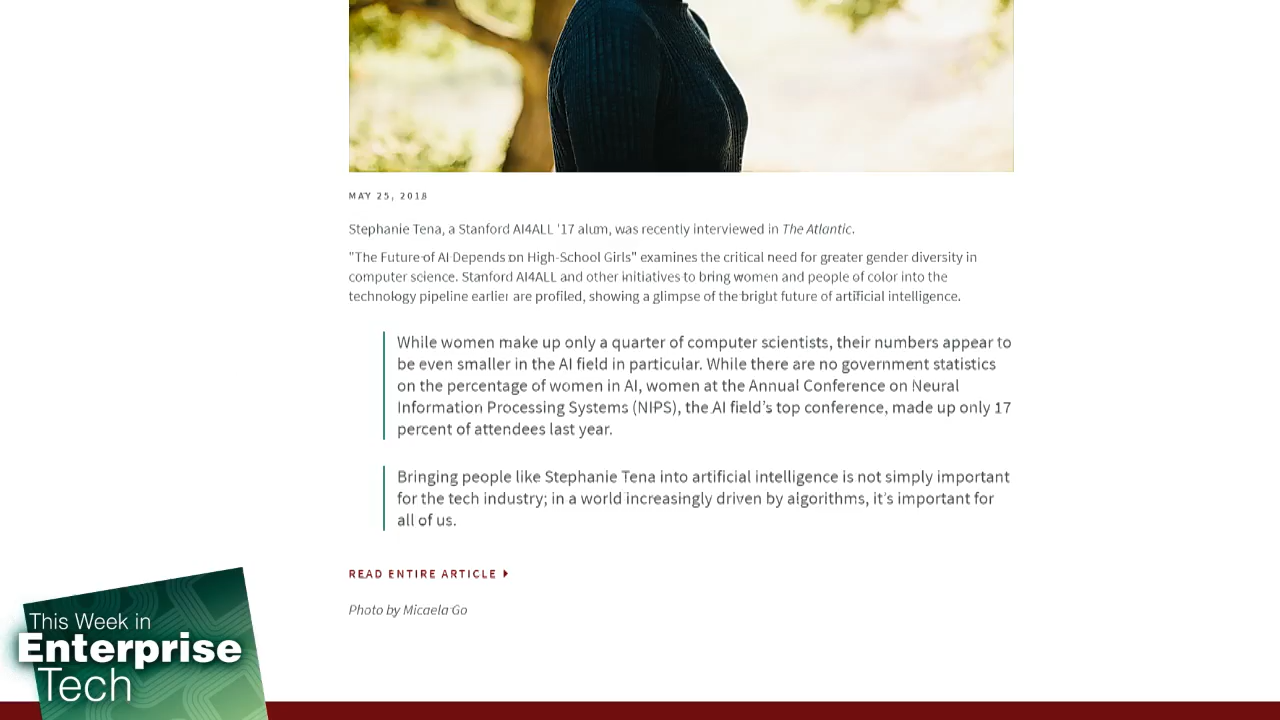 MAY 25, 2018
Stephanie Tena, a Stanford AI4ALL '17 alum, was recently interviewed in The Atlantic.
"The Future of AI Depends on High-School Girls" examines the critical need for greater gender diversity in
computer science. Stanford AI4ALL and other initiatives to bring women and people of color into the
technology pipeline earlier are profiled, showing a glimpse of the bright future of artificial intelligence.
While women make up only a quarter of computer scientists, their numbers appear to
be even smaller in the AI field in particular. While there are no government statistics
on the percentage of women in AI, women at the Annual Conference on Neural
Information Processing Systems (NIPS), the AI field’s top conference, made up only 17
percent of attendees last year.
Bringing people like Stephanie Tena into artificial intelligence is not simply important
for the tech industry; in a world increasingly driven by algorithms, it’s important for
all of us.
READ ENTIRE ARTICLE
Photo by Micaela Go
This Week in
Enterprise
Tech